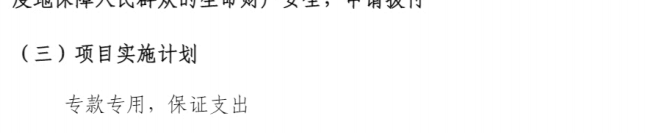 度地保障人民群众的生命财产安全，申请拨付
（三）项目实施计划
专款专用，保证支出